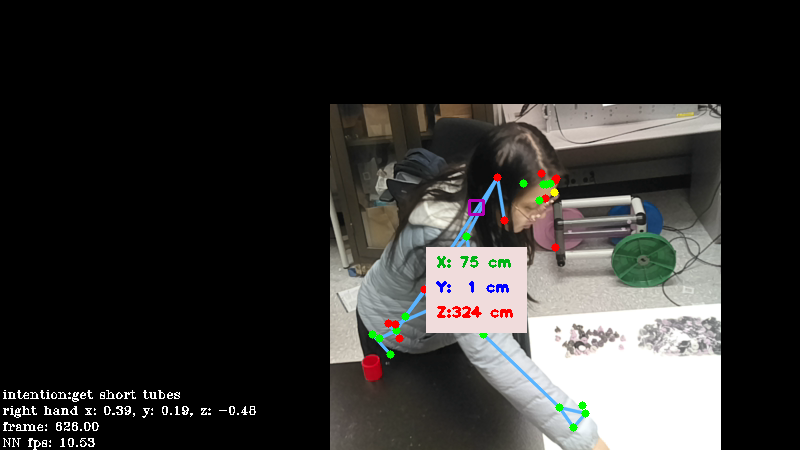 X: 75 cm
Y: 1 cm
Z:324 cm
intention:get short tubes
right hand x: 0.39, y: 0.19, z: -0.48
frame: 626.00
NN fps: 10.53